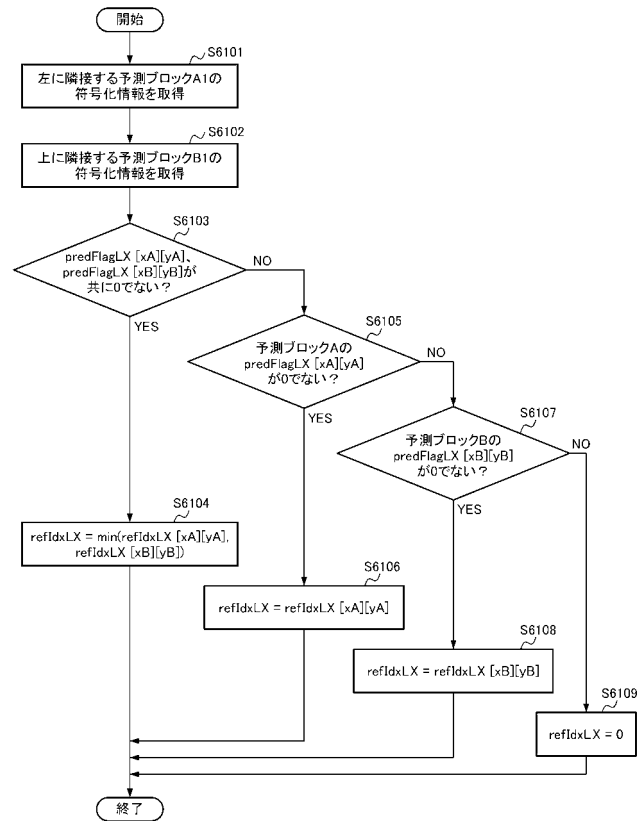 開始
S6101
左に隣接する予測ブロックA1の
符号化情報を取得
S6102
上に隣接する予測ブロックB1の
符号化情報を取得
S6103
predFlagLX [xA][yA]、
predFlagLX [xB][yB]が
共に0でない？
NO
YES
S6105
予測ブロックAの
predFlagLX [xA][yA]
が0でない？
NO
YES
S6107
予測ブロックBの
predFlagLX [xB][yB]
が0でない？
NO
YES
S6104
refIdxLX = min(refIdxLX [xA][yA],
refIdxLX [xB][yB])
S6106
refIdxLX = refIdxLX [xA][yA]
S6108
refIdxLX = refIdxLX [xB][yB]
S6109
refIdxLX = 0
終了